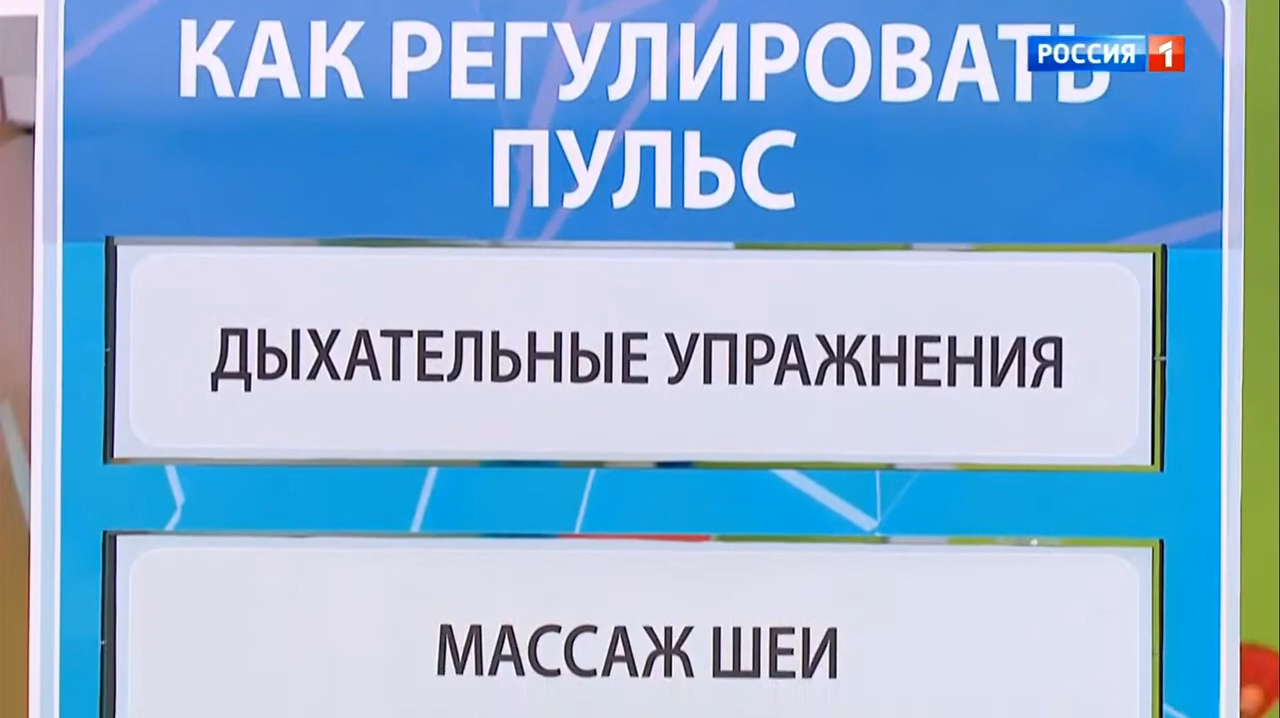 КАК РЕГУЛИРОВАТЬ
РОССИЯ 1
ПУЛЬС
ДЫХАТЕЛЬНЫЕ УПРАЖНЕНИЯ
МАССАЖ ШЕИ